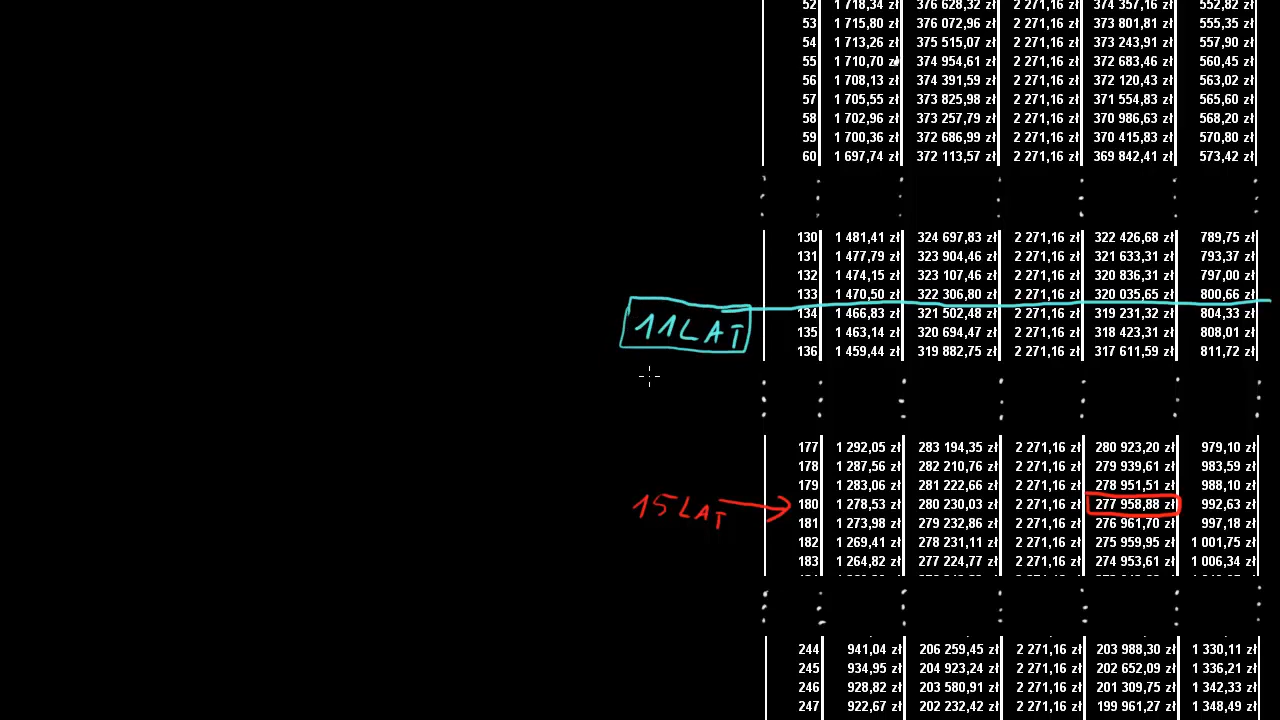 52 1 718,34 zł 376 628,32 zł 2 271,16 zł 374 357,16 zł 552,82 zł
53 1 715,80 zł 376 072,96 zł 2 271,16 zł 373 801,81 zł 555,35 zł
54 1 713,26 zł 375 515,07 zł 2 271,16 zł 373 243,91 zł 557,90 zł
55 1 710,70 zł 374 954,61 zł 2 271,16 zł 372 683,46 zł 560,45 zł
56 1 708,13 zł 374 391,59 zł 2 271,16 zł 372 120,43 zł 563,02 zł
57 1 705,55 zł 373 825,98 zł 2 271,16 zł 371 554,83 zł 565,60 zł
58 1 702,96 zł 373 257,79 zł 2 271,16 zł 370 986,63 zł 568,20 zł
59 1 700,36 zł 372 686,99 zł 2 271,16 zł 370 415,83 zł 570,80 zł
60 1 697,74 zł 372 113,57 zł 2 271,16 zł 369 842,41 zł 573,42 zł
130 1 481,41 zł 324 697,83 zł 2 271,16 zł 322 426,68 zł 789,75 zł
131 1 477,79 zł 323 904,46 zł 2 271,16 zł 321 633,31 zł 793,37 zł
132 1 474,15 zł 323 107,46 zł 2 271,16 zł 320 836,31 zł 797,00 zł
133 1 470,50 zł 322 306,80 zł 2 271,16 zł 320 035,65 zł 800,66 zł
134 1 466,83 zł 321 502,48 zł 2 271,16 zł 319 231,32 zł 804,33 zł
11 LAT
135 1 463,14 zł 320 694,47 zł 2 271,16 zł 318 423,31 zł 808,01 zł
136 1 459,44 zł 319 882,75 zł 2 271,16 zł 317 611,59 zł 811,72 zł
177 1 292,05 zł 283 194,35 zł 2 271,16 zł 280 923,20 zł 979,10 zł
178 1 287,56 zł 282 210,76 zł 2 271,16 zł 279 939,61 zł 983,59 zł
179 1 283,06 zł 281 222,66 zł 2 271,16 zł 278 951,51 zł 988,10 zł
15 LAT 180 1 278,53 zł 280 230,03 zł 2 271,16 zł 277 958,88 zł 992,63 zł
181 1 273,98 zł 279 232,86 zł 2 271,16 zł 276 961,70 zł 997,18 zł
182 1 269,41 zł 278 231,11 zł 2 271,16 zł 275 959,95 zł 1 001,75 zł
183 1 264,82 zł 277 224,77 zł 2 271,16 zł 274 953,61 zł 1 006,34 zł
244 941,04 zł 206 259,45 zł 2 271,16 zł 203 988,30 zł 1 330,11 zł
245 934,95 zł 204 923,24 zł 2 271,16 zł 202 652,09 zł 1 336,21 zł
246 928,82 zł 203 580,91 zł 2 271,16 zł 201 309,75 zł 1 342,33 zł
247 922,67 zł 202 232,42 zł 2 271,16 zł 199 961,27 zł 1 348,49 zł